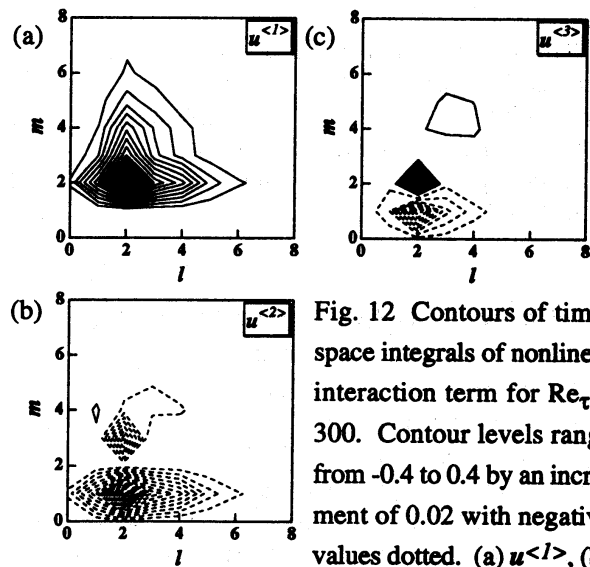 (a)
8
6
4
2
0
m
u<1>
0 2 4 6 8
l
(c)
8
6
4
2
0
m
u<3>
0 2 4 6 8
l
(b)
8
6
4
2
0
m
u<2>
0 2 4 6 8
l
Fig. 12 Contours of tim
space integrals of nonline
interaction term for Reτ
300. Contour levels rang
from -0.4 to 0.4 by an incr
ment of 0.02 with negativ
values dotted. (a) u<1>, (